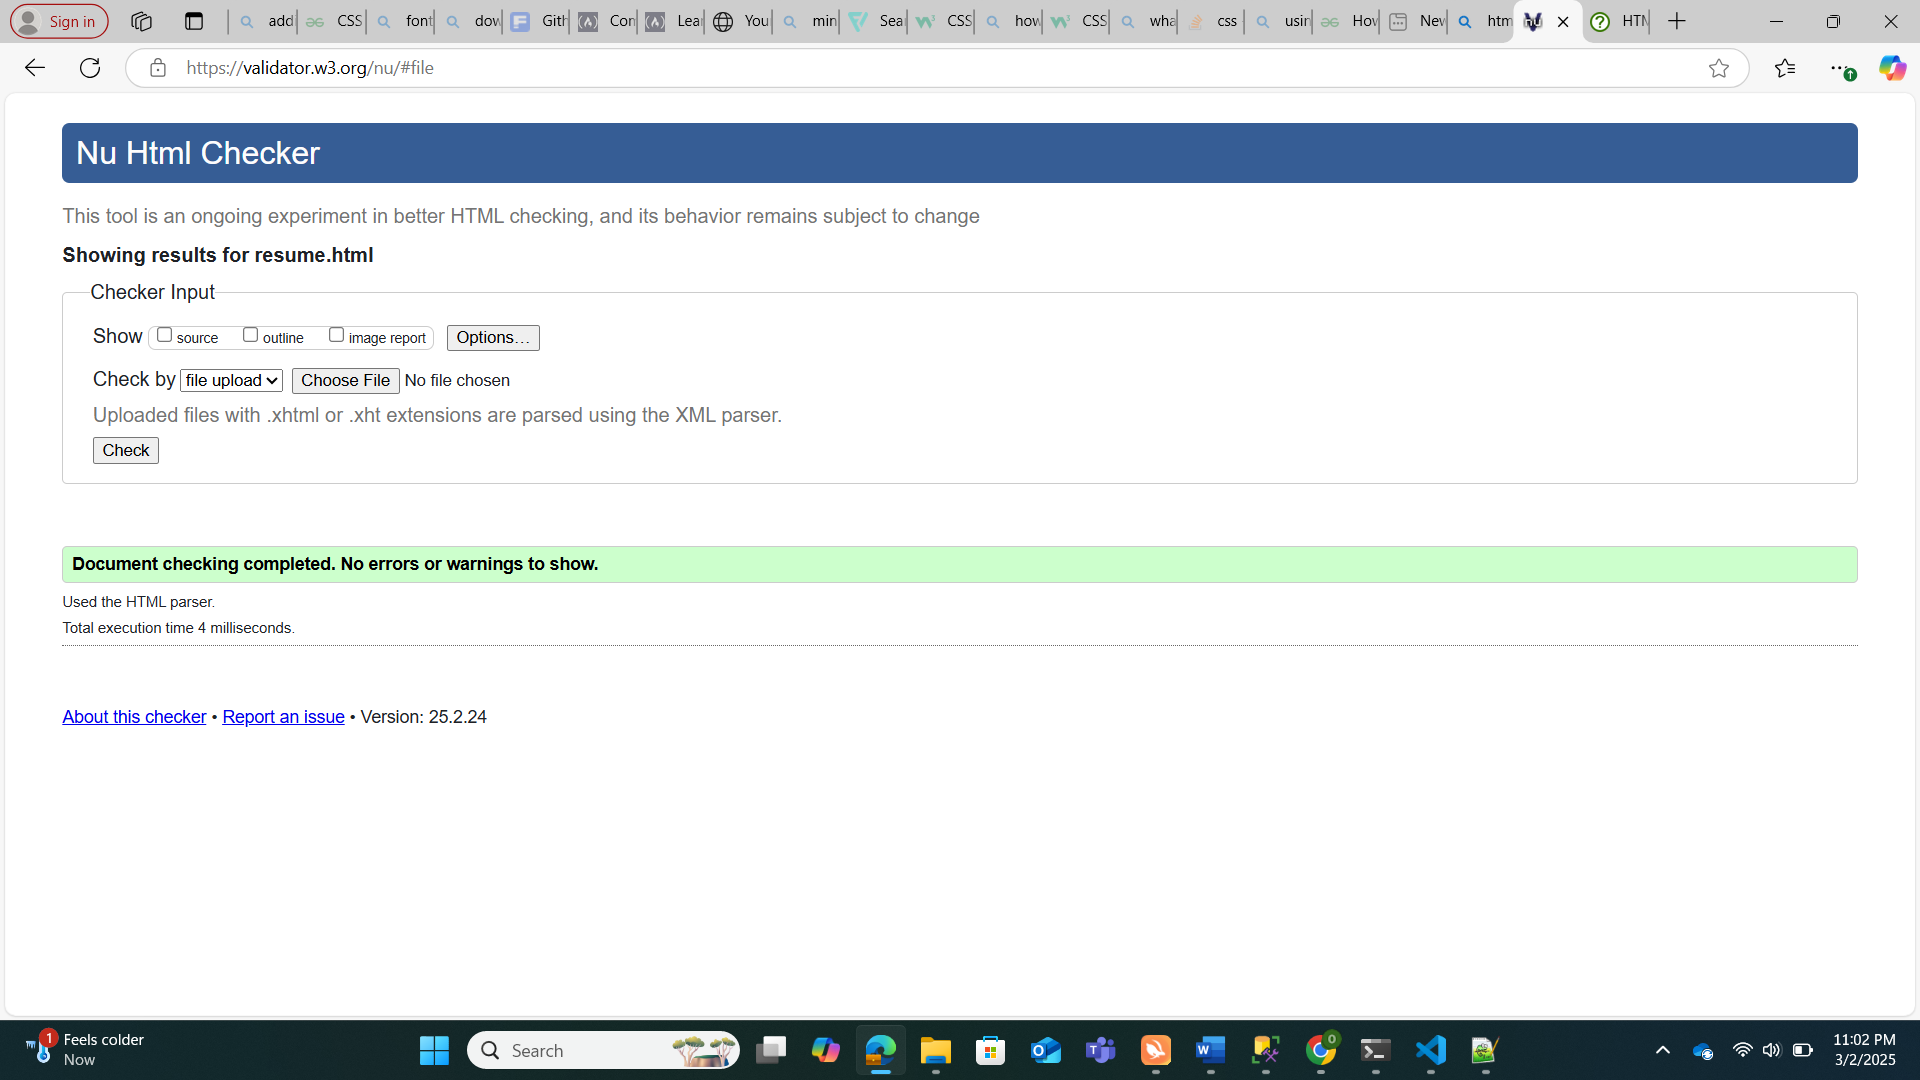 Sign in
add
CSS
font
dow
Gith
Con
Lear
You
min
Sea
CSS
how
CSS
wha
css
usin
How
New
htm
HTM
https://validator.w3.org/nu/#file
Nu Html Checker
This tool is an ongoing experiment in better HTML checking, and its behavior remains subject to change
Showing results for resume.html
Checker Input
Show source outline image report Options...
Check by file upload Choose File No file chosen
Uploaded files with .xhtml or .xht extensions are parsed using the XML parser.
Check
Document checking completed. No errors or warnings to show.
Used the HTML parser.
Total execution time 4 milliseconds.
About this checker • Report an issue • Version: 25.2.24
1
Feels colder
Now
Search
0
11:02 PM
3/2/2025